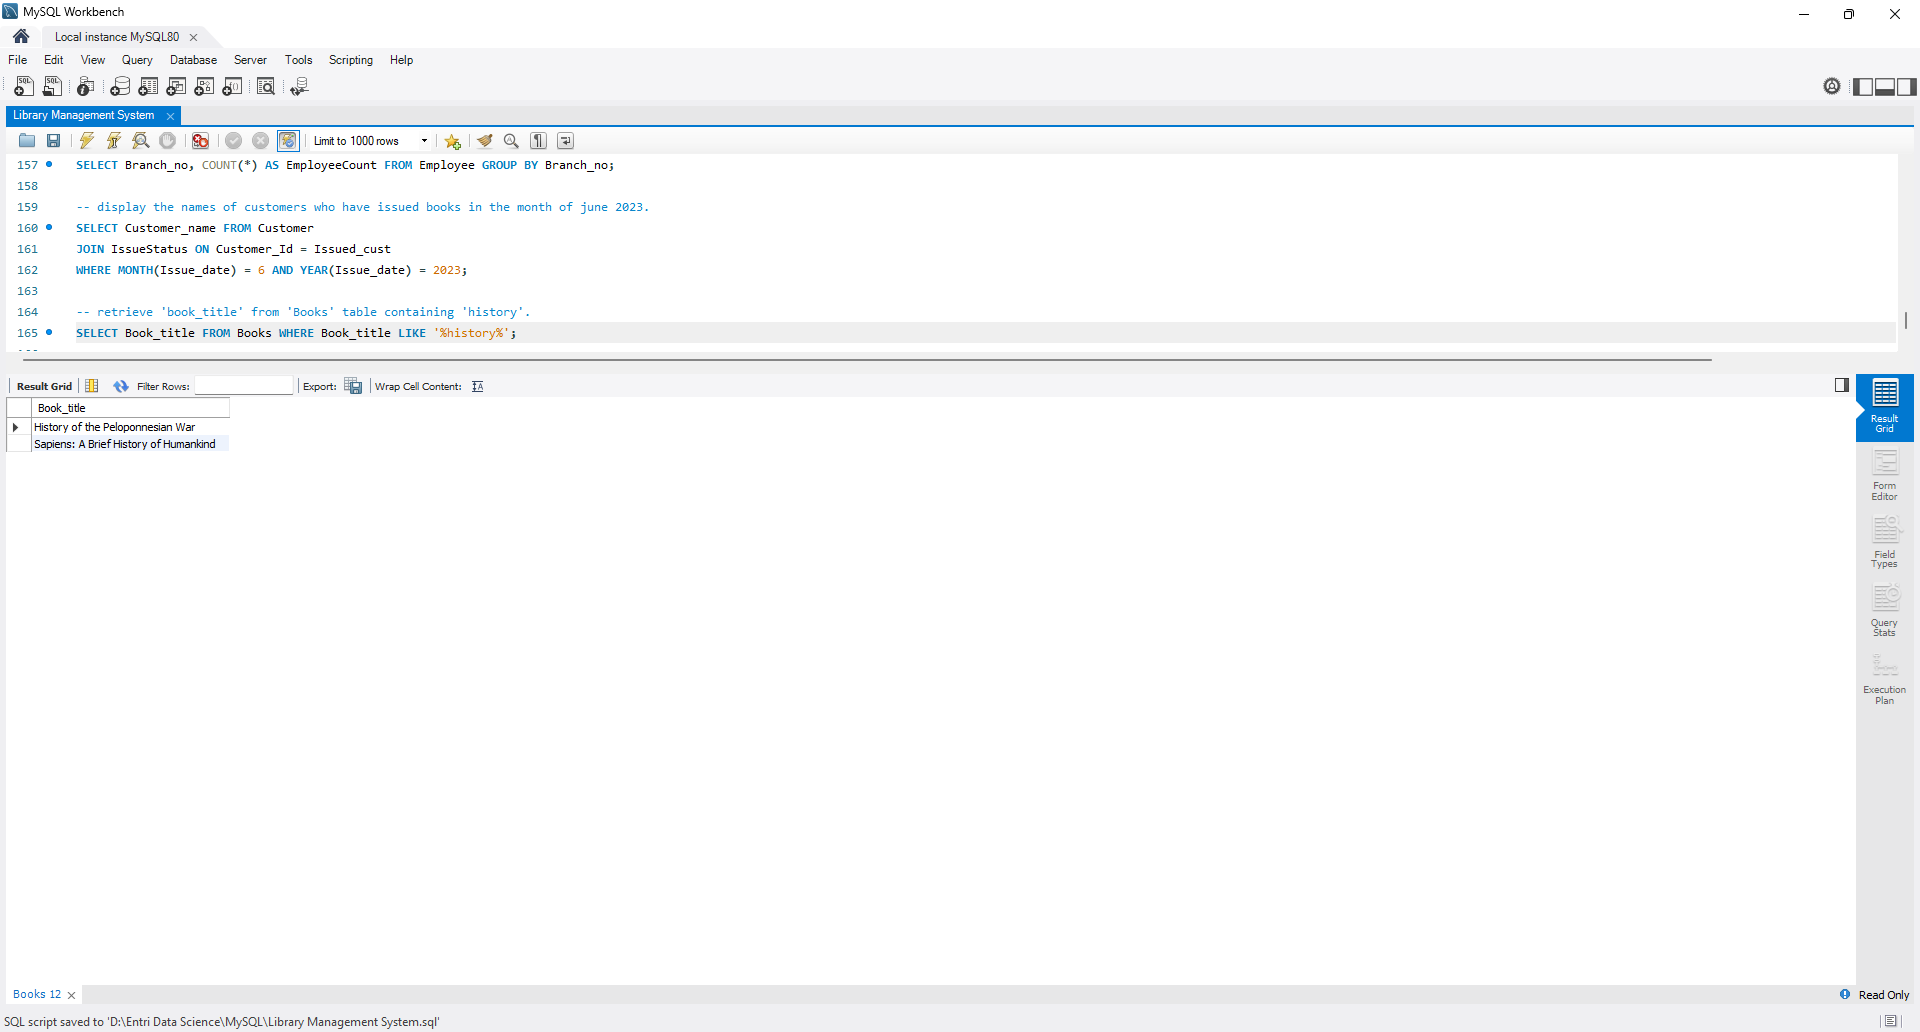 MySQL Workbench
Local instance MySQL80
File Edit View Query Database Server Tools Scripting Help
Library Management System
Limit to 1000 rows
157 SELECT Branch_no, COUNT(*) AS EmployeeCount FROM Employee GROUP BY Branch_no;
158
159 -- display the names of customers who have issued books in the month of june 2023.
160 SELECT Customer_name FROM Customer
161 JOIN IssueStatus ON Customer_Id = Issued_cust
162 WHERE MONTH(Issue_date) = 6 AND YEAR(Issue_date) = 2023;
163
164 -- retrieve 'book_title' from 'Books' table containing 'history'.
165 SELECT Book_title FROM Books WHERE Book_title LIKE '%history%';
Result Grid Filter Rows: Export: Wrap Cell Content:
Book_title
History of the Peloponnesian War
Sapiens: A Brief History of Humankind
Result
Grid
Form
Editor
Field
Types
Query
Stats
Execution
Plan
Books 12
Read Only
SQL script saved to 'D:\Entri Data Science\MySQL\Library Management System.sql'